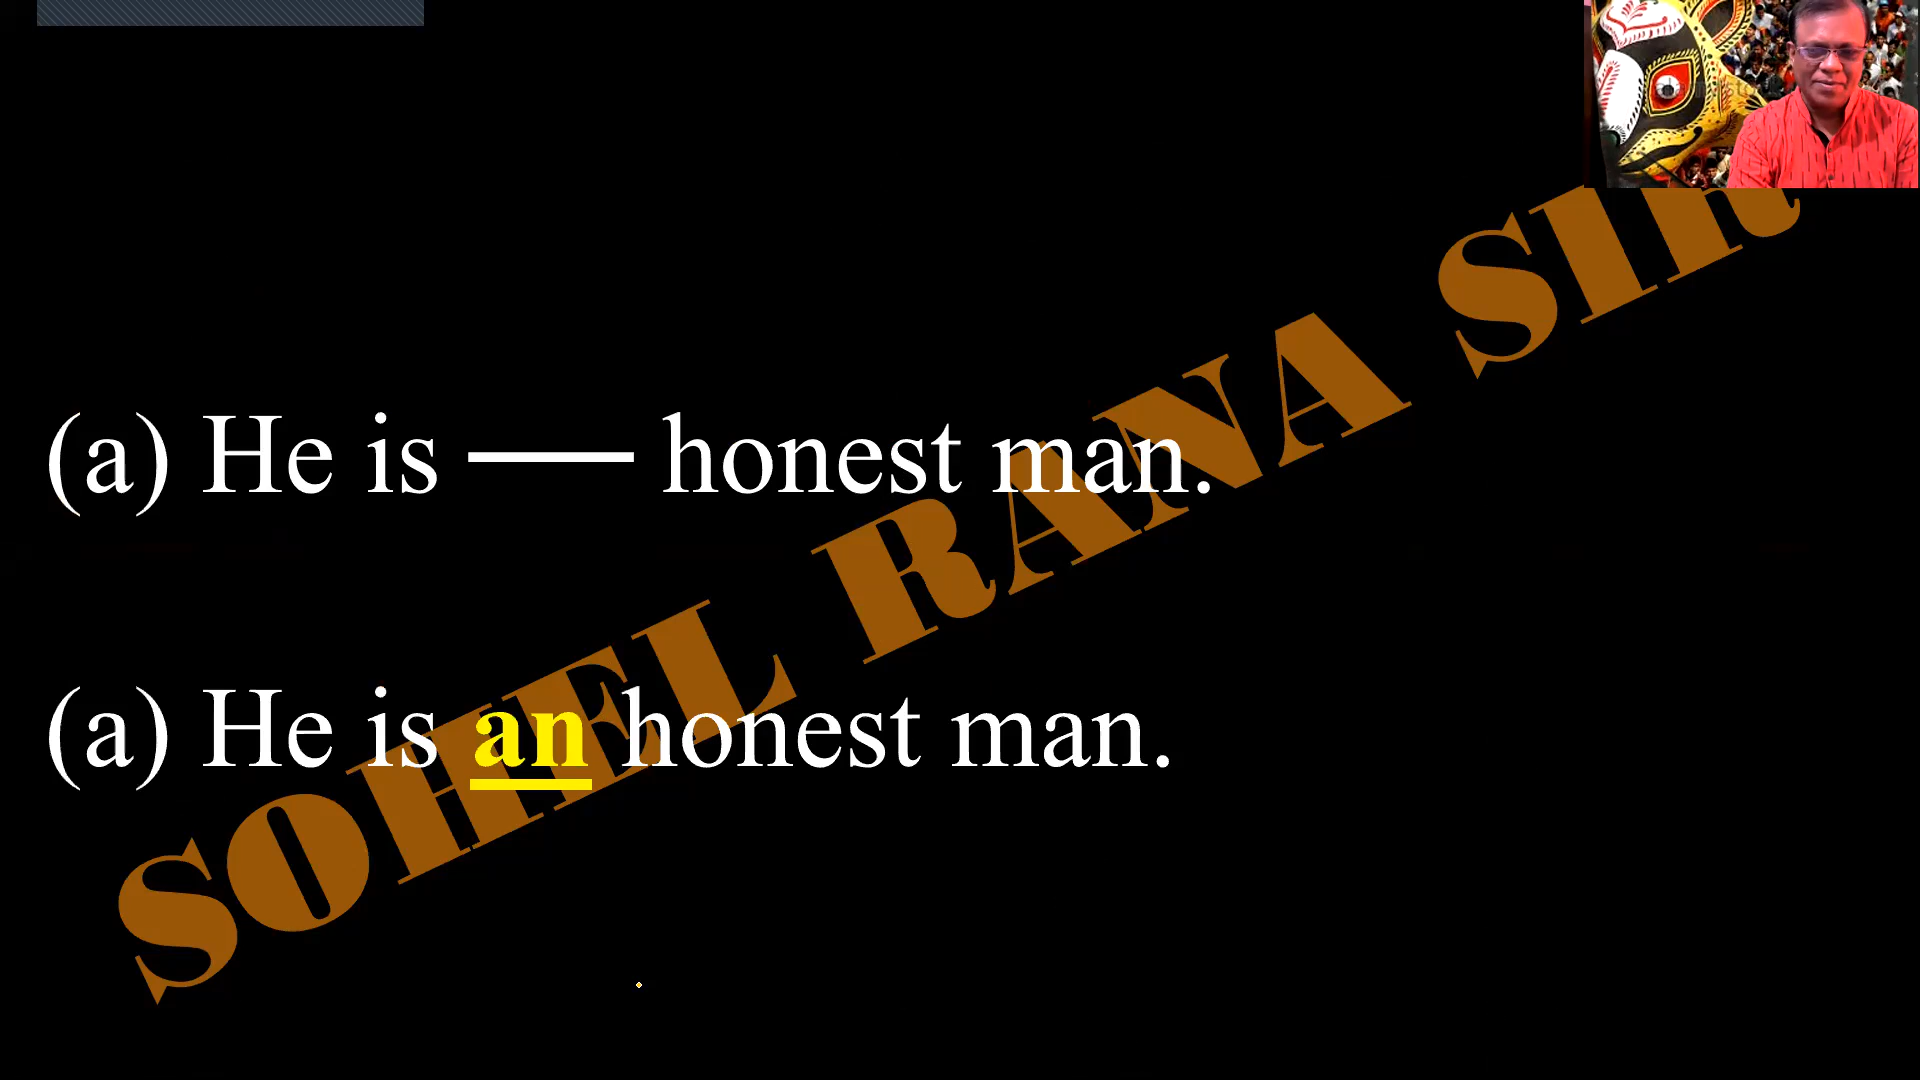 (a) He is — honest man.
(a) He is an honest man.
SOHEL RANA SIR